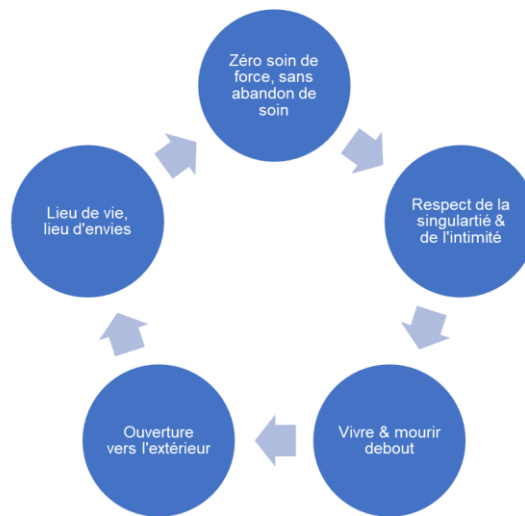 Zéro soin de
force, sans
abandon de
soin
Respect de la
singulartié &
de l'intimité
Vivre & mourir
debout
Ouverture
vers l'extérieur
Lieu de vie,
lieu d'envies